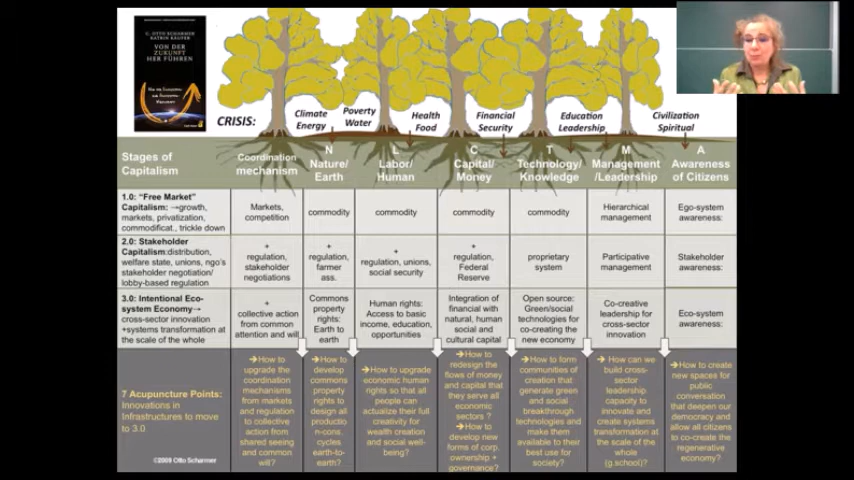 C. OTTO SCHARMER
KATRIN KÄUFER
VON DER
ZUKUNFT
HER FÜHREN
CRISIS:
Climate
Energy
Poverty
Water
Health
Food
Financial
Security
Education
Leadership
Civilization
Spiritual
Stages of
Capitalism
Coordination
mechanism
N
Nature/
Earth
L
Labor/
Human
C
Capital/
Money
T
Technology/
Knowledge
M
Management
/Leadership
A
Awareness
of Citizens
1.0: “Free Market”
Capitalism: →growth,
markets, privatization,
commodificat., trickle down
Markets,
competition
commodity
commodity
commodity
commodity
Hierarchical
management
Ego-system
awareness:
2.0: Stakeholder
Capitalism:distribution,
welfare state, unions, ngo's
stakeholder negotiation/
lobby-based regulation
+
regulation,
stakeholder
negotiations
+
regulation,
farmer
ass.
+
regulation, unions,
social security
+
regulation,
Federal
Reserve
proprietary
system
Participative
management
Stakeholder
awareness:
3.0: Intentional Eco-
system Economy→
cross-sector innovation
+systems transformation at
the scale of the whole
+
collective action
from common
attention and will
Commons
property
rights:
Earth to
earth
Human rights:
Access to basic
income, education,
opportunities
Integration of
financial with
natural, human
social and
cultural capital
Open source:
Green/social
technologies for
co-creating the
new economy
Co-creative
leadership for
cross-sector
innovation
Eco-system
awareness:
7 Acupuncture Points:
Innovations in
Infrastructures to move
to 3.0
➔How to
upgrade the
coordination
mechanisms
from markets
and regulation
to collective
action from
shared seeing
and common
will?
➔How to
develop
commons
property
rights to
design all
productio
n-cons.
cycles
earth-to-
earth?
➔How to upgrade
economic human
rights so that all
people can
actualize their full
creativity for
wealth creation
and social well-
being?
➔How to
redesign the
flows of money
and capital that
they serve all
economic
sectors ?
➔How to
develop new
forms of corp.
ownership +
governance?
➔How to form
communities of
creation that
generate green
and social
breakthrough
technologies and
make them
available to their
best use for
society?
➔ How can we
build cross-
sector
leadership
capacity to
innovate and
create systems
transformation at
the scale of the
whole
(g.school)?
➔How to create
new spaces for
public
conversation
that deepen our
democracy and
allow all citizens
to co-create the
regenerative
economy?
©2009 Otto Scharmer